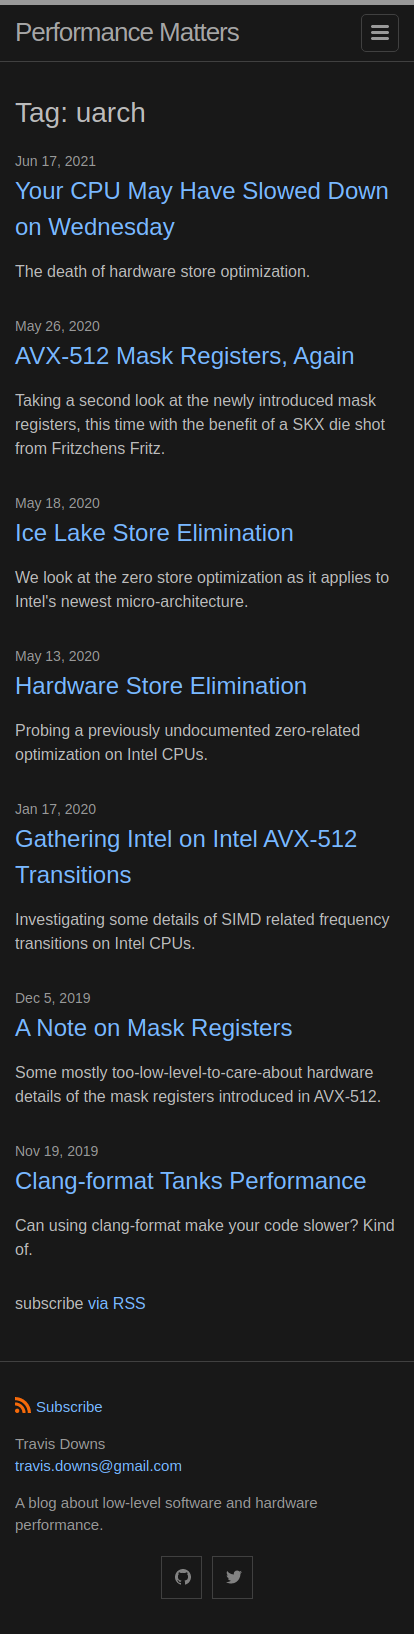 Performance Matters
Tag: uarch
Jun 17, 2021
Your CPU May Have Slowed Down
on Wednesday
The death of hardware store optimization.
May 26, 2020
AVX-512 Mask Registers, Again
Taking a second look at the newly introduced mask
registers, this time with the benefit of a SKX die shot
from Fritzchens Fritz.
May 18, 2020
Ice Lake Store Elimination
We look at the zero store optimization as it applies to
Intel's newest micro-architecture.
May 13, 2020
Hardware Store Elimination
Probing a previously undocumented zero-related
optimization on Intel CPUs.
Jan 17, 2020
Gathering Intel on Intel AVX-512
Transitions
Investigating some details of SIMD related frequency
transitions on Intel CPUs.
Dec 5, 2019
A Note on Mask Registers
Some mostly too-low-level-to-care-about hardware
details of the mask registers introduced in AVX-512.
Nov 19, 2019
Clang-format Tanks Performance
Can using clang-format make your code slower? Kind
of.
subscribe via RSS
Subscribe
Travis Downs
travis.downs@gmail.com
A blog about low-level software and hardware
performance.